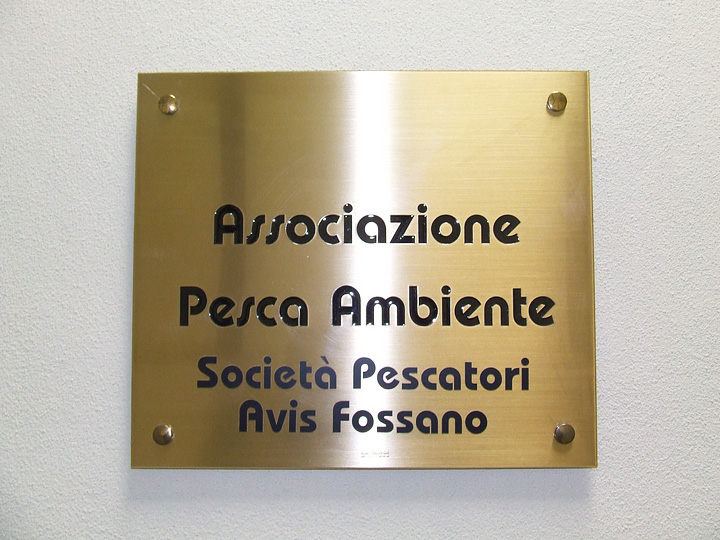 Associazione
Pesca Ambiente
Società Pescatori
Avis Fossano